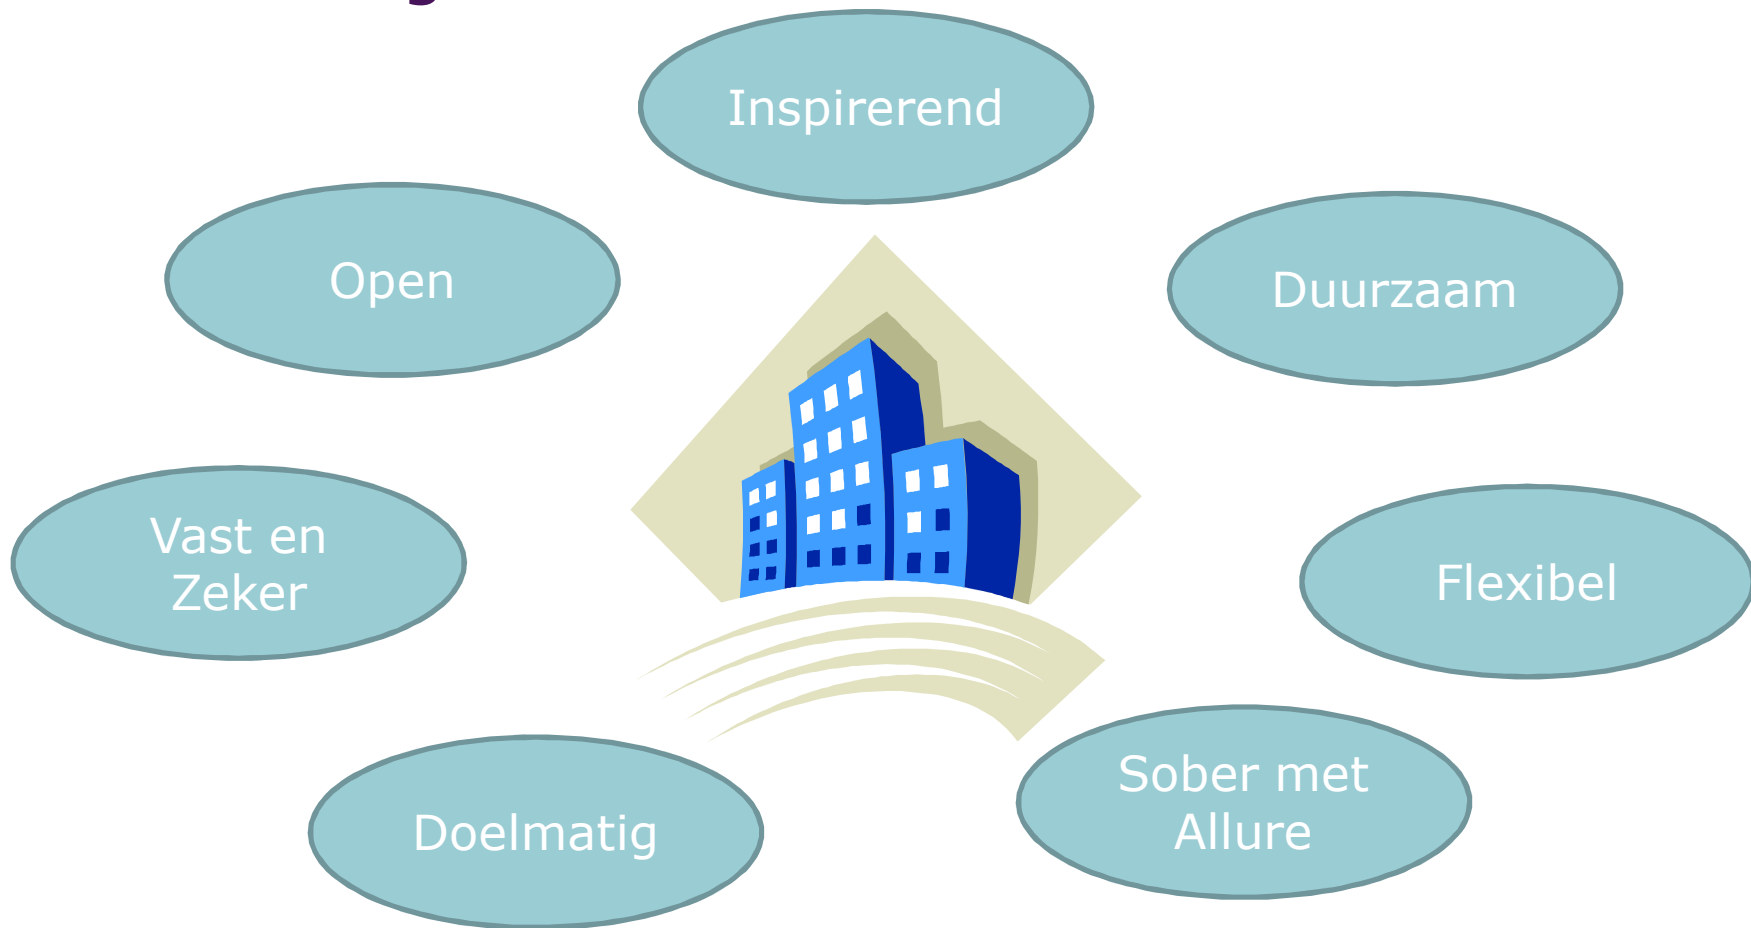 Inspirerend
Open
Duurzaam
Vast en
Zeker
Flexibel
Sober met
Allure
Doelmatig